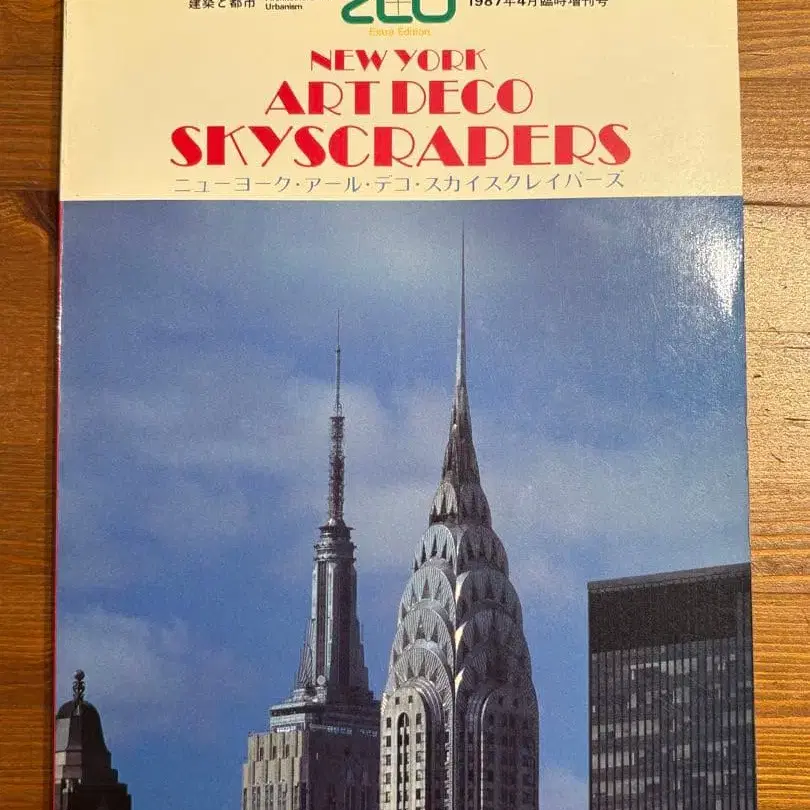 建築と都市
Urbanism
a+u
1987年4月臨時増刊号
Extra Edition
NEW YORK
ART DECO
SKYSCRAPERS
ニューヨーク・アール・デコ・スカイスクレイパーズ